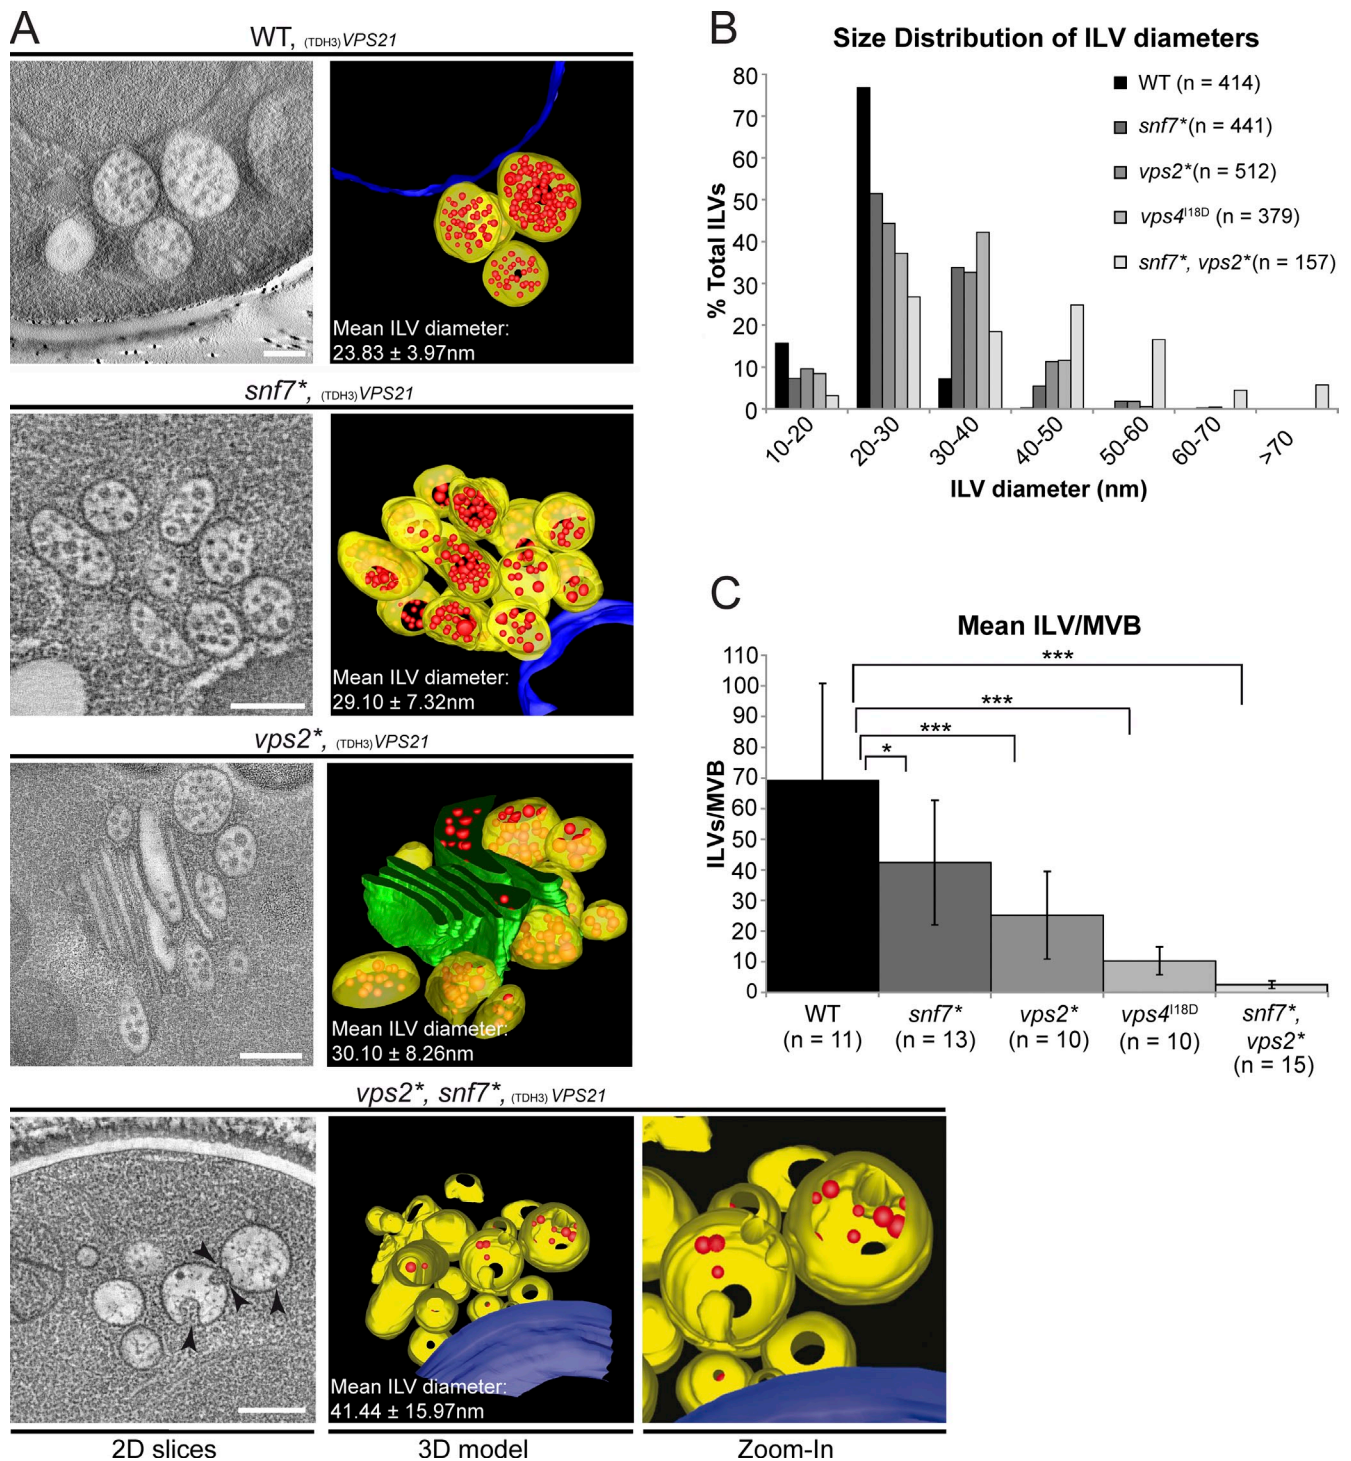 A
WT, (TDH3)VPS21
Mean ILV diameter:
23.83 ± 3.97nm
snf7*, (TDH3)VPS21
Mean ILV diameter:
29.10 ± 7.32nm
vps2*, (TDH3)VPS21
Mean ILV diameter:
30.10 ± 8.26nm
vps2*, snf7*, (TDH3)VPS21
Mean ILV diameter:
41.44 ± 15.97nm
2D slices
3D model
Zoom-In
B
Size Distribution of ILV diameters
% Total ILVs
80
70
60
50
40
30
20
10
0
WT (n = 414)
snf7*(n = 441)
vps2*(n = 512)
vps4I18D (n = 379)
snf7*, vps2*(n = 157)
10-20
20-30
30-40
40-50
50-60
60-70
>70
ILV diameter (nm)
C
Mean ILV/MVB
ILVs/MVB
110
100
90
80
70
60
50
40
30
20
10
0
***
***
***
*
WT
(n = 11)
snf7*
(n = 13)
vps2*
(n = 10)
vps4I18D
(n = 10)
snf7*,
vps2*
(n = 15)